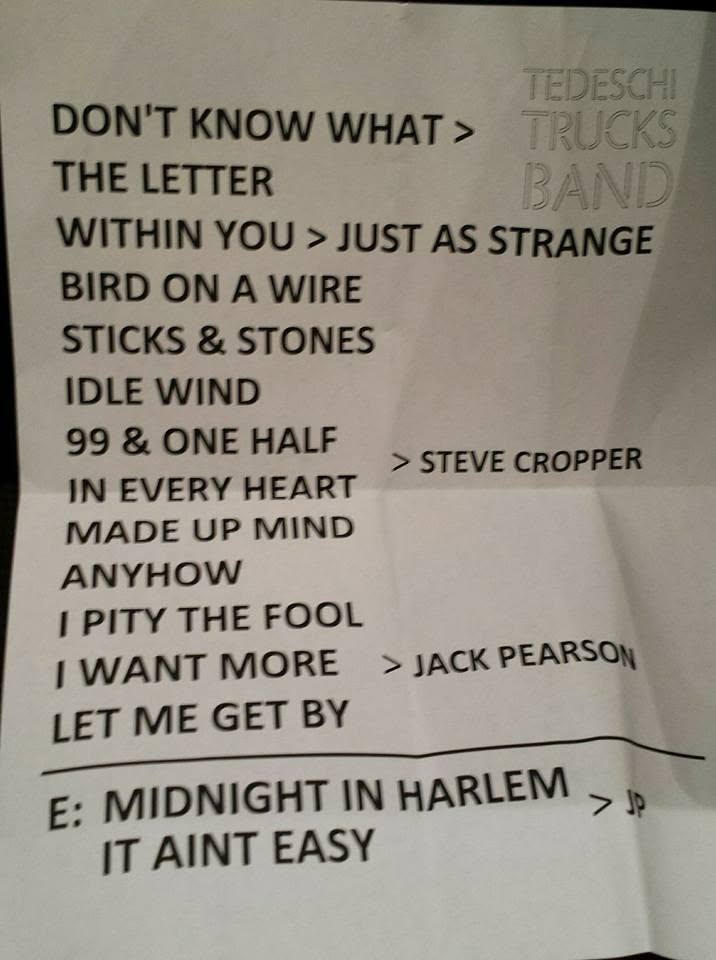 TEDESCHI
TRUCKS
BAND
DON'T KNOW WHAT >
THE LETTER
WITHIN YOU > JUST AS STRANGE
BIRD ON A WIRE
STICKS & STONES
IDLE WIND
99 & ONE HALF
> STEVE CROPPER
IN EVERY HEART
MADE UP MIND
ANYHOW
I PITY THE FOOL
I WANT MORE > JACK PEARSON
LET ME GET BY
E: MIDNIGHT IN HARLEM > JP
IT AINT EASY